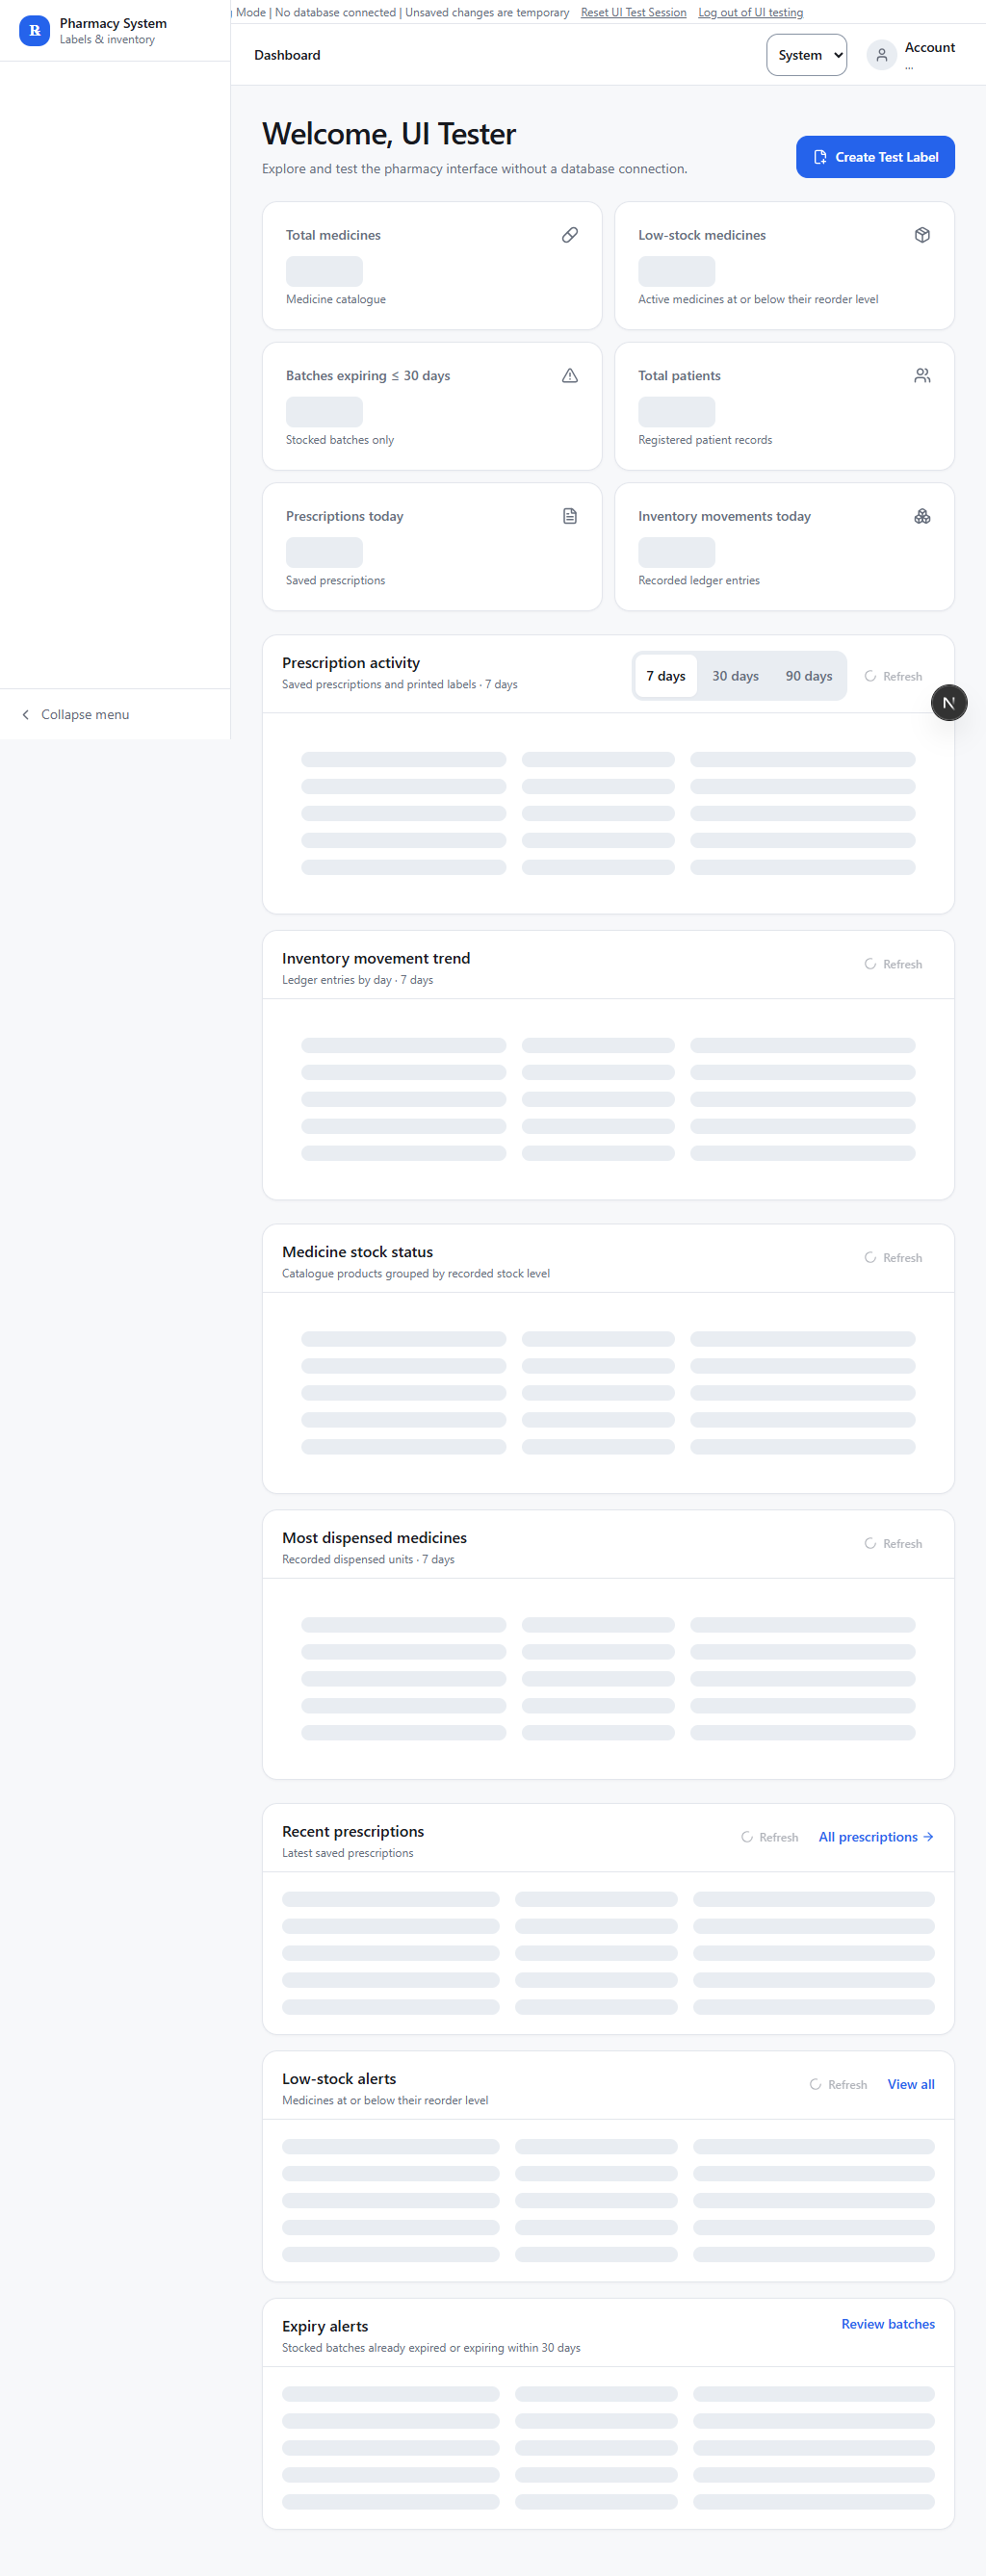 Pharmacy System
Labels & inventory
Mode | No database connected | Unsaved changes are temporary Reset UI Test Session Log out of UI testing
Dashboard
System
Account
...
Welcome, UI Tester
Explore and test the pharmacy interface without a database connection.
Create Test Label
Total medicines
Medicine catalogue
Low-stock medicines
Active medicines at or below their reorder level
Batches expiring ≤ 30 days
Stocked batches only
Total patients
Registered patient records
Prescriptions today
Saved prescriptions
Inventory movements today
Recorded ledger entries
Prescription activity
Saved prescriptions and printed labels · 7 days
7 days 30 days 90 days
Refresh
Collapse menu
Inventory movement trend
Ledger entries by day · 7 days
Refresh
Medicine stock status
Catalogue products grouped by recorded stock level
Refresh
Most dispensed medicines
Recorded dispensed units · 7 days
Refresh
Recent prescriptions
Latest saved prescriptions
Refresh
All prescriptions →
Low-stock alerts
Medicines at or below their reorder level
Refresh
View all
Expiry alerts
Stocked batches already expired or expiring within 30 days
Review batches